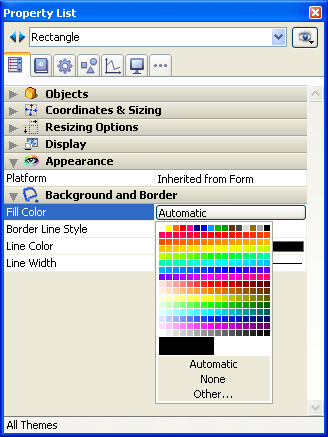 Property List
Rectangle
Objects
Coordinates & Sizing
Resizing Options
Display
Appearance
Platform Inherited from Form
Background and Border
Fill Color Automatic
Border Line Style
Line Color
Line Width
Automatic
None
Other...
All Themes